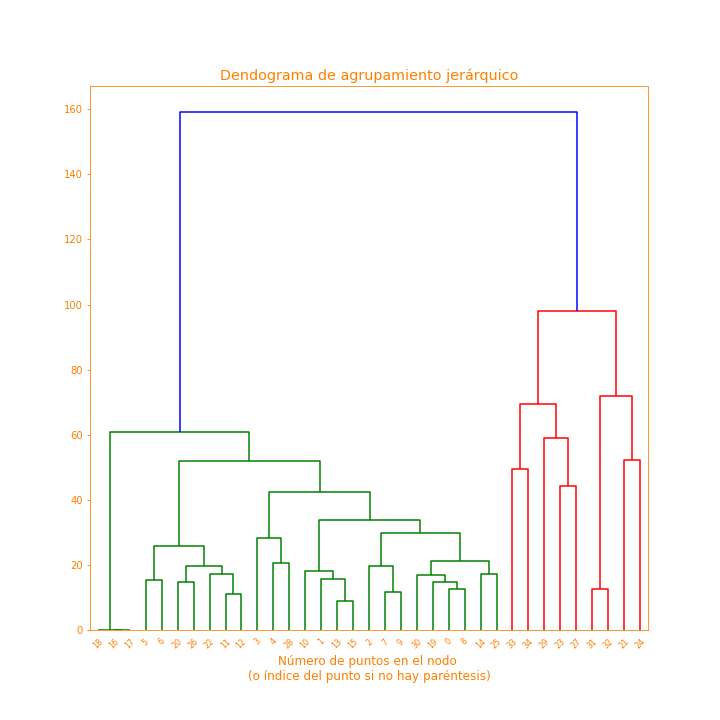 Dendograma de agrupamiento jerárquico
160
140
120
100
80
60
40
20
0
18 16 17 5 6 20 26 22 11 12 3 4 28 10 1 13 15 2 7 9 30 19 0 8 14 25 33 34 29 23 27 31 32 21 24
Número de puntos en el nodo
(o índice del punto si no hay paréntesis)